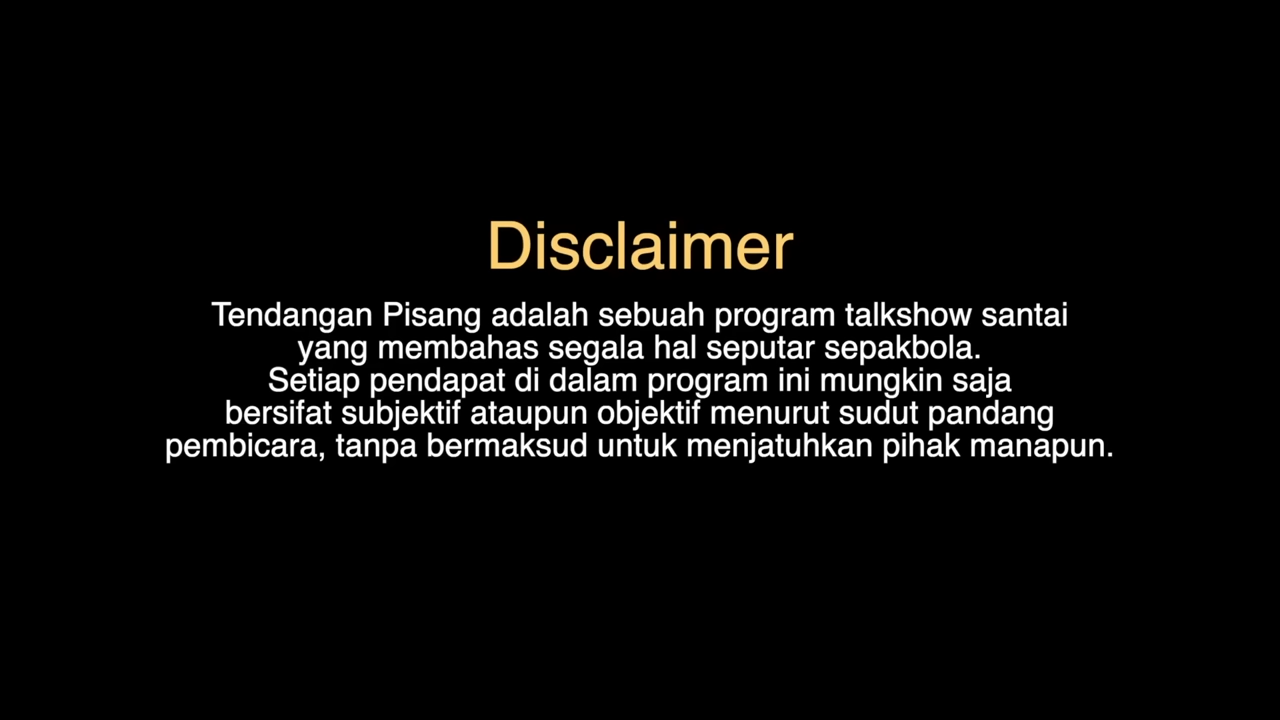 Disclaimer
Tendangan Pisang adalah sebuah program talkshow santai
yang membahas segala hal seputar sepakbola.
Setiap pendapat di dalam program ini mungkin saja
bersifat subjektif ataupun objektif menurut sudut pandang
pembicara, tanpa bermaksud untuk menjatuhkan pihak manapun.